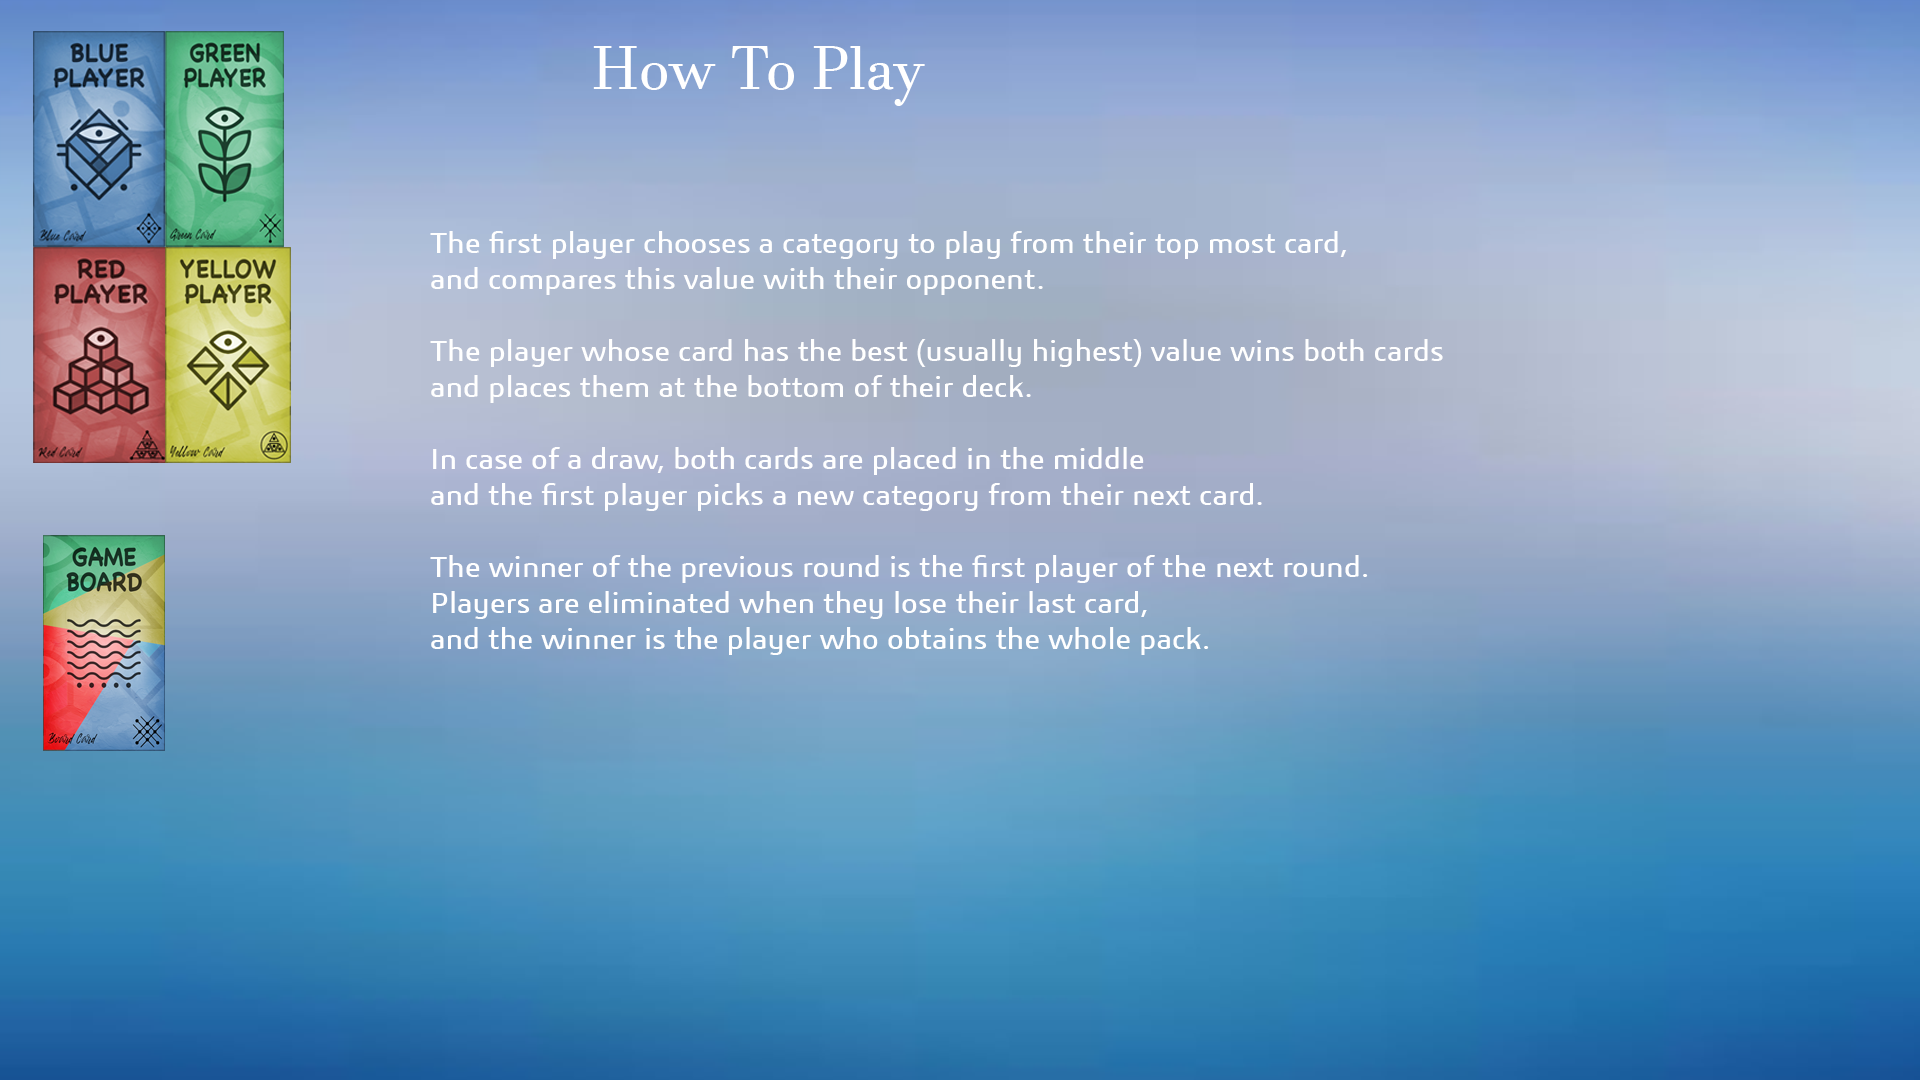 BLUE
PLAYER
Blue Card
GREEN
PLAYER
Green Card
RED
PLAYER
Red Card
YELLOW
PLAYER
Yellow Card
GAME
BOARD
Board Card
How To Play
The first player chooses a category to play from their top most card,
and compares this value with their opponent.
The player whose card has the best (usually highest) value wins both cards
and places them at the bottom of their deck.
In case of a draw, both cards are placed in the middle
and the first player picks a new category from their next card.
The winner of the previous round is the first player of the next round.
Players are eliminated when they lose their last card,
and the winner is the player who obtains the whole pack.